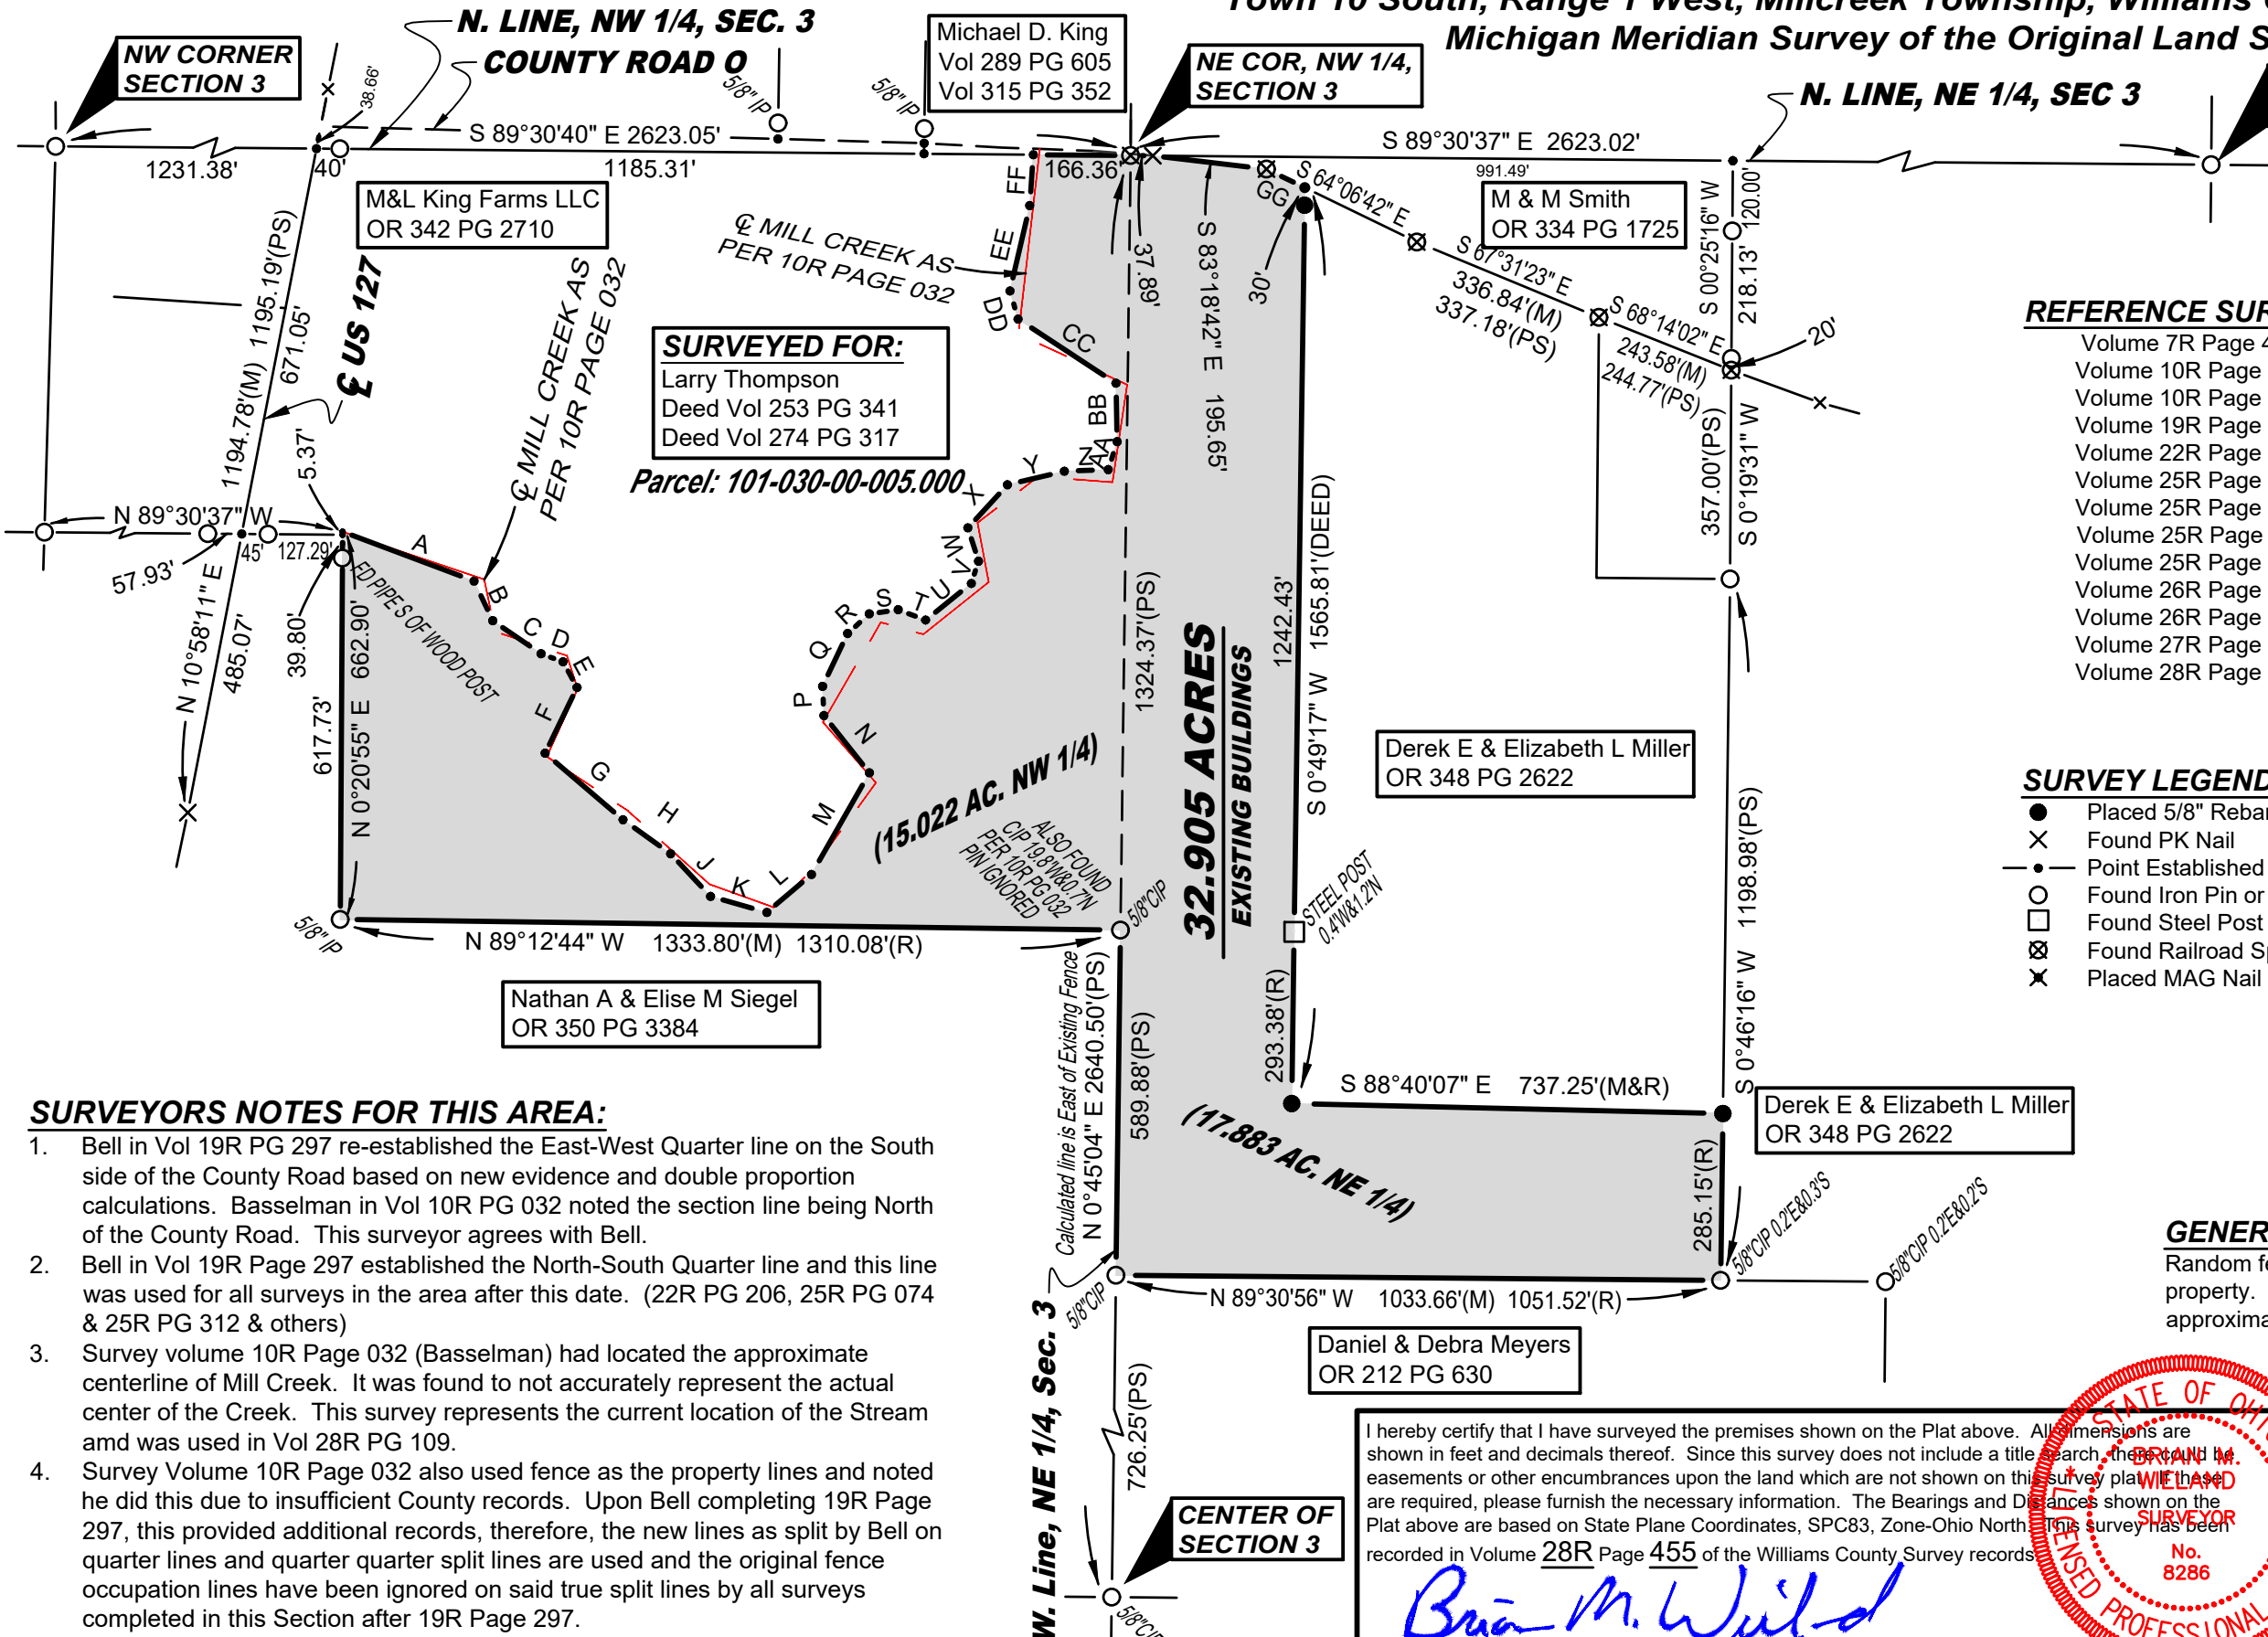 Town 10 South, Range 1 West, Millcreek Township, Williams
Michigan Meridian Survey of the Original Land
N. LINE, NW 1/4, SEC. 3
COUNTY ROAD O
NW CORNER
SECTION 3
Michael D. King
Vol 289 PG 605
Vol 315 PG 352
NE COR, NW 1/4,
SECTION 3
N. LINE, NE 1/4, SEC 3
38.66'
5/8" IP
5/8" IP
S 89°30'40" E 2623.05'
S 89°30'37" E 2623.02'
1231.38'
40'
1185.31'
166.36'
991.49'
M&L King Farms LLC
OR 342 PG 2710
M & M Smith
OR 334 PG 1725
℄ MILL CREEK AS
PER 10R PAGE 032
℄ MILL CREEK AS
PER 10R PAGE 032
℄ US 127
1194.78'(M) 1195.19'(PS)
671.05'
FF
EE
DD
CC
BB
AA
Z
Y
X
W
V
U
T
S
R
Q
P
N
M
L
K
J
H
G
F
E
D
C
B
A
GG
37.89'
S 83°18'42" E 195.65'
30'
S 64°06'42" E
S 67°31'23" E
336.84'(M)
337.18'(PS)
S 68°14'02" E
243.58'(M)
244.77'(PS)
20'
S 00°25'16" W
218.13'
120.00'
357.00'(PS)
S 0°19'31" W
SURVEYED FOR:
Larry Thompson
Deed Vol 253 PG 341
Deed Vol 274 PG 317
Parcel: 101-030-00-005.000
REFERENCE SUR
Volume 7R Page 4
Volume 10R Page
Volume 10R Page
Volume 19R Page
Volume 22R Page
Volume 25R Page
Volume 25R Page
Volume 25R Page
Volume 25R Page
Volume 26R Page
Volume 26R Page
Volume 27R Page
Volume 28R Page
5.37'
N 89°30'37" W
45'
127.29'
57.93'
N 10°58'11" E
485.07'
39.80'
FD PIPE S OF WOOD POST
617.73'
N 0°20'55" E 662.90'
5/8" IP
1324.37'(PS)
32.905 ACRES
EXISTING BUILDINGS
1242.43'
S 0°49'17" W 1565.81'(DEED)
(15.022 AC. NW 1/4)
ALSO FOUND
CIP 19.8'W&0.7'N
PER 10R PG 032
PIN IGNORED
5/8"CIP
STEEL POST
0.4'W&1.2'N
Derek E & Elizabeth L Miller
OR 348 PG 2622
SURVEY LEGEND
Placed 5/8" Rebar
Found PK Nail
Point Established
Found Iron Pin or
Found Steel Post
Found Railroad Sp
Placed MAG Nail
N 89°12'44" W 1333.80'(M) 1310.08'(R)
Nathan A & Elise M Siegel
OR 350 PG 3384
Calculated line is East of Existing Fence
N 0°45'04" E 2640.50'(PS)
589.88'(PS)
293.38'(R)
S 88°40'07" E 737.25'(M&R)
S 0°46'16" W 1198.98'(PS)
Derek E & Elizabeth L Miller
OR 348 PG 2622
(17.883 AC. NE 1/4)
285.15'(R)
5/8"CIP 0.2'E&0.3'S
5/8"CIP 0.2'E&0.2'S
5/8"CIP
N 89°30'56" W 1033.66'(M) 1051.52'(R)
Daniel & Debra Meyers
OR 212 PG 630
W. Line, NE 1/4, Sec. 3
726.25'(PS)
CENTER OF
SECTION 3
5/8"CIP
GENER
Random fe
property.
approxima
SURVEYORS NOTES FOR THIS AREA:
1. Bell in Vol 19R PG 297 re-established the East-West Quarter line on the South
side of the County Road based on new evidence and double proportion
calculations. Basselman in Vol 10R PG 032 noted the section line being North
of the County Road. This surveyor agrees with Bell.
2. Bell in Vol 19R Page 297 established the North-South Quarter line and this line
was used for all surveys in the area after this date. (22R PG 206, 25R PG 074
& 25R PG 312 & others)
3. Survey volume 10R Page 032 (Basselman) had located the approximate
centerline of Mill Creek. It was found to not accurately represent the actual
center of the Creek. This survey represents the current location of the Stream
amd was used in Vol 28R PG 109.
4. Survey Volume 10R Page 032 also used fence as the property lines and noted
he did this due to insufficient County records. Upon Bell completing 19R Page
297, this provided additional records, therefore, the new lines as split by Bell on
quarter lines and quarter quarter split lines are used and the original fence
occupation lines have been ignored on said true split lines by all surveys
completed in this Section after 19R Page 297.
I hereby certify that I have surveyed the premises shown on the Plat above. All dimensions are
shown in feet and decimals thereof. Since this survey does not include a title search, there could be
easements or other encumbrances upon the land which are not shown on this survey plat. If these
are required, please furnish the necessary information. The Bearings and Distances shown on the
Plat above are based on State Plane Coordinates, SPC83, Zone-Ohio North. This survey has been
recorded in Volume 28R Page 455 of the Williams County Survey records
Brian M. Wieland
STATE OF OHIO
BRIAN M.
WIELAND
SURVEYOR
No.
8286
* LICENSED PROFESSIONAL